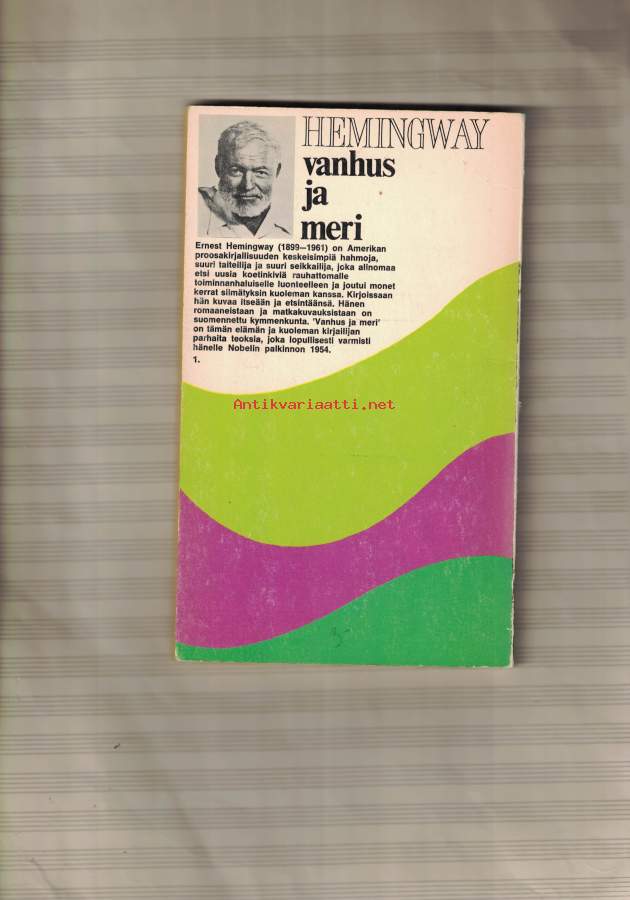 HEMINGWAY
vanhus
ja
meri
Ernest Hemingway (1899—1961) on Amerikan
proosakirjallisuuden keskeisimpiä hahmoja,
suuri taiteilija ja suuri seikkailija, joka alinomaa
etsi uusia koetinkiviä rauhattomalle
toiminnanhaluiselle luonteelleen ja joutui monet
kerrat silmätyksin kuoleman kanssa. Kirjoissaan
hän kuvaa itseään ja etsintäänsä. Hänen
romaaneistaan ja matkakuvauksistaan on
suomennettu kymmenkunta. 'Vanhus ja meri'
on tämän elämän ja kuoleman kirjailijan
parhaita teoksia, joka lopullisesti varmisti
hänelle Nobelin palkinnon 1954.
1.
Antikvariaatti.net